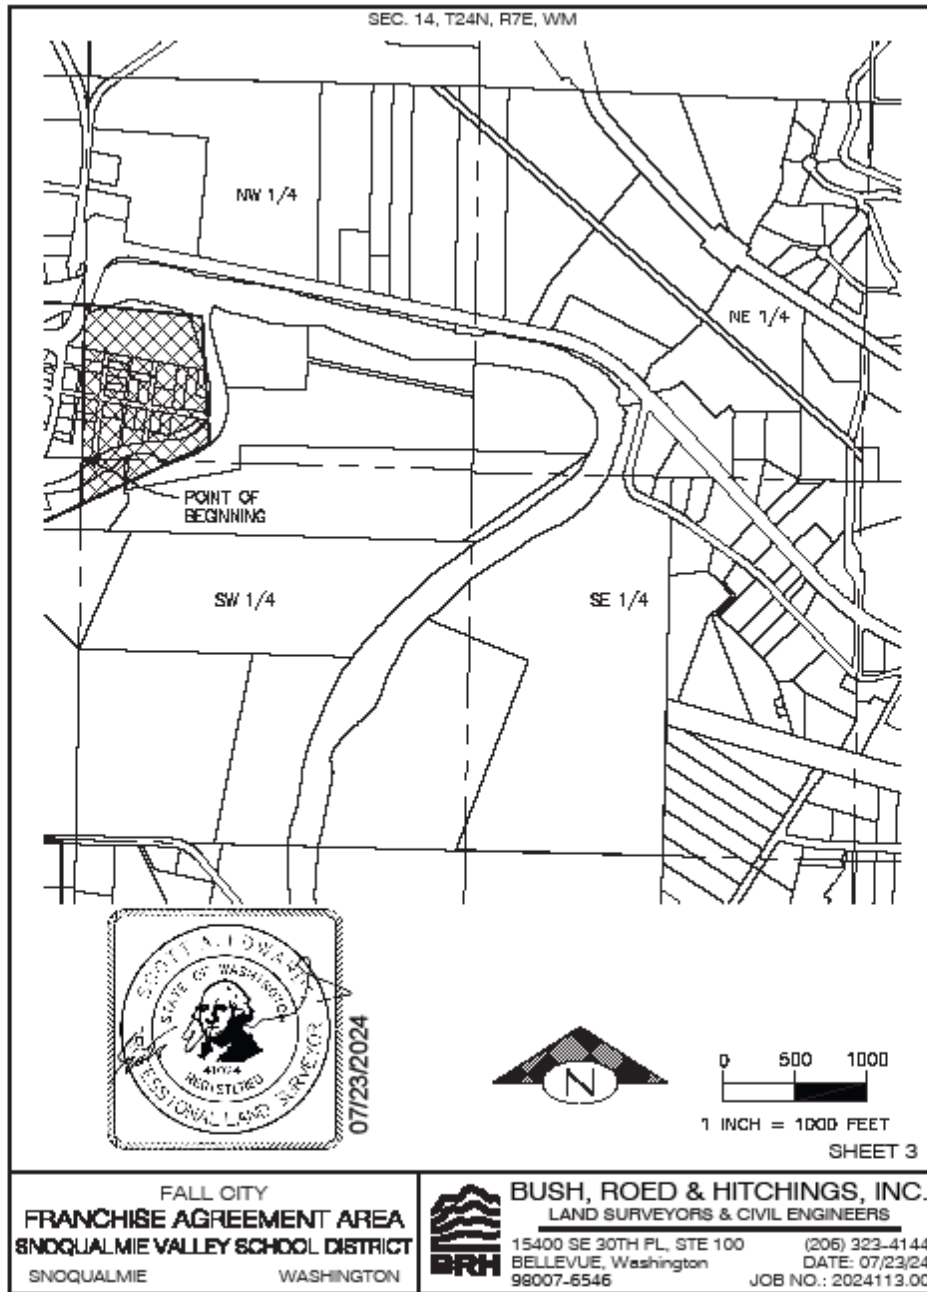 SEC. 14, T24N, R7E, WM
NW 1/4
NE 1/4
POINT OF
BEGINNING
SW 1/4
SE 1/4
SCOTT A.
STATE OF WASHINGTON
REGISTERED
PROFESSIONAL LAND SURVEYOR
07/23/2024
N
0 500 1000
1 INCH = 1000 FEET
SHEET 3
FALL CITY
FRANCHISE AGREEMENT AREA
SNOQUALMIE VALLEY SCHOOL DISTRICT
SNOQUALMIE WASHINGTON
BRH
BUSH, ROED & HITCHINGS, INC.
LAND SURVEYORS & CIVIL ENGINEERS
15400 SE 30TH PL, STE 100 (206) 323-4144
BELLEVUE, Washington DATE: 07/23/24
98007-6546 JOB NO.: 2024113.00